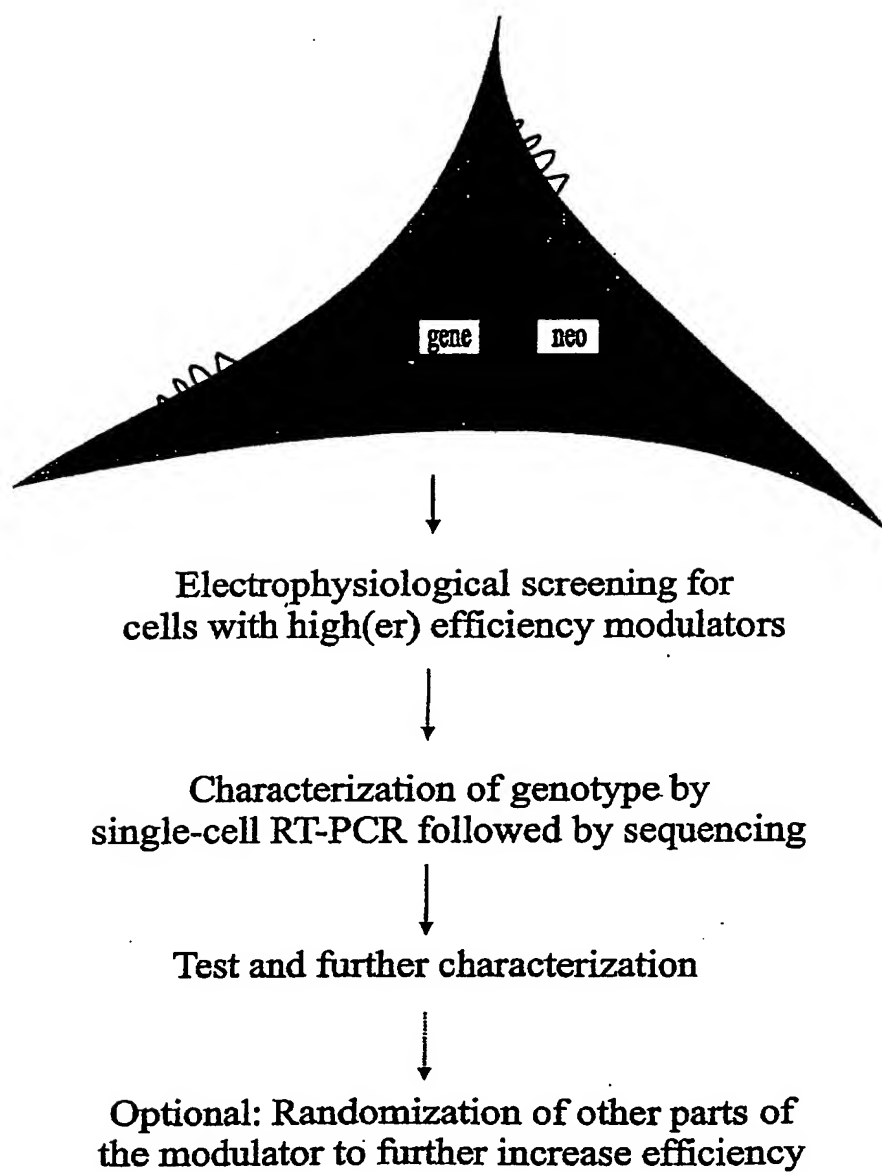 gene neo
Electrophysiological screening for
cells with high(er) efficiency modulators
Characterization of genotype by
single-cell RT-PCR followed by sequencing
Test and further characterization
Optional: Randomization of other parts of
the modulator to further increase efficiency